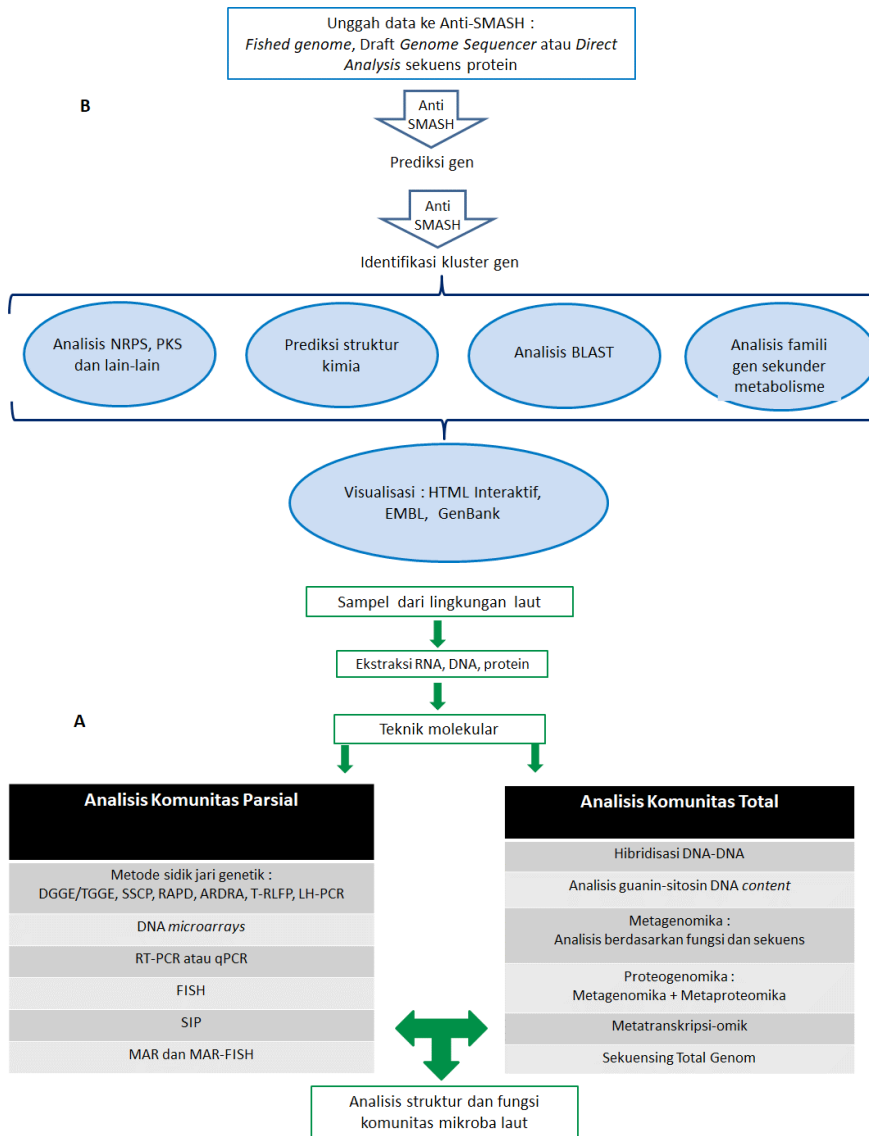 Unggah data ke Anti-SMASH :
Fished genome, Draft Genome Sequencer atau Direct
Analysis sekuens protein
B
Anti
SMASH
Prediksi gen
Anti
SMASH
Identifikasi kluster gen
Analisis NRPS, PKS
dan lain-lain
Prediksi struktur
kimia
Analisis BLAST
Analisis famili
gen sekunder
metabolisme
Visualisasi : HTML Interaktif,
EMBL, GenBank
Sampel dari lingkungan laut
Ekstraksi RNA, DNA, protein
A
Teknik molekular
Analisis Komunitas Parsial
Metode sidik jari genetik :
DGGE/TGGE, SSCP, RAPD, ARDRA, T-RLFP, LH-PCR
DNA microarrays
RT-PCR atau qPCR
FISH
SIP
MAR dan MAR-FISH
Analisis Komunitas Total
Hibridisasi DNA-DNA
Analisis guanin-sitosin DNA content
Metagenomika :
Analisis berdasarkan fungsi dan sekuens
Proteogenomika :
Metagenomika + Metaproteomika
Metatranskripsi-omik
Sekuensing Total Genom
Analisis struktur dan fungsi
komunitas mikroba laut